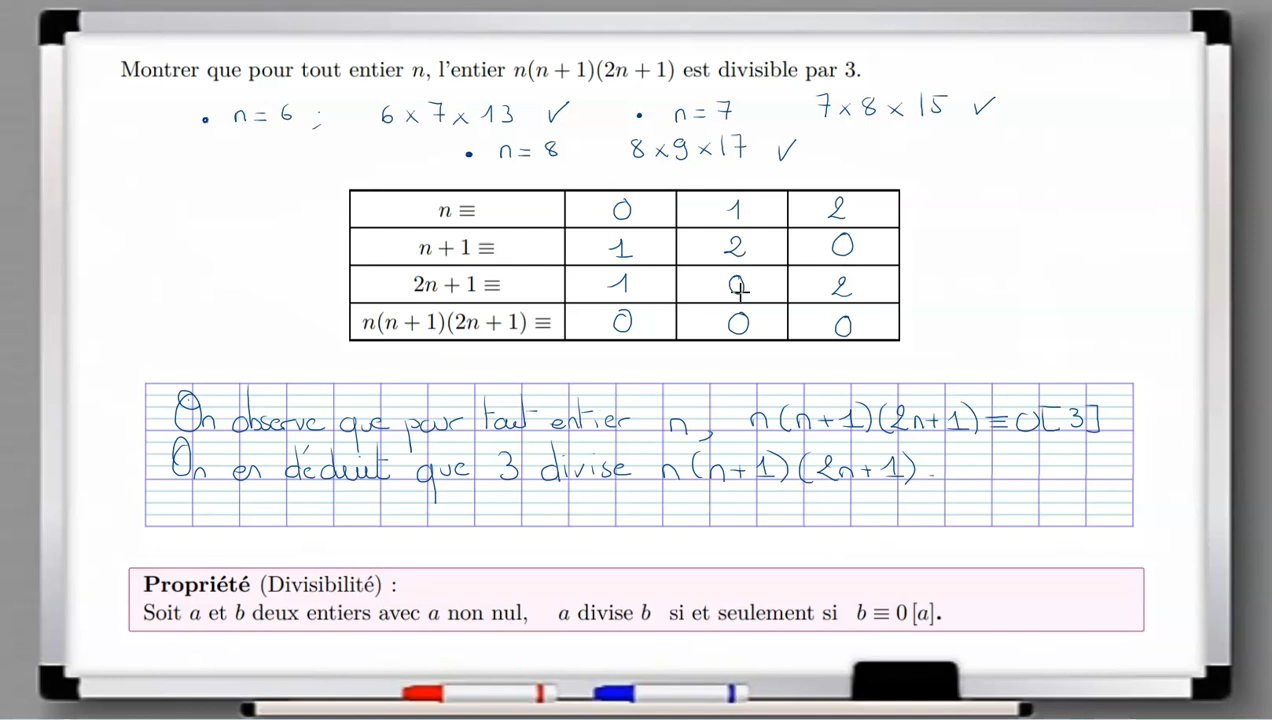 Montrer que pour tout entier n, l'entier n(n + 1)(2n + 1) est divisible par 3.
• n = 6 ; 6 × 7 × 13 ✓ • n = 7 7 × 8 × 15 ✓
• n = 8 8 × 9 × 17 ✓
n ≡ 0 1 2
n + 1 ≡ 1 2 0
2n + 1 ≡ 1 0 2
n(n + 1)(2n + 1) ≡ 0 0 0
On observe que pour tout entier n, n(n+1)(2n+1) ≡ 0[3]
On en déduit que 3 divise n(n+1)(2n+1).
Propriété (Divisibilité) :
Soit a et b deux entiers avec a non nul, a divise b si et seulement si b ≡ 0 [a].